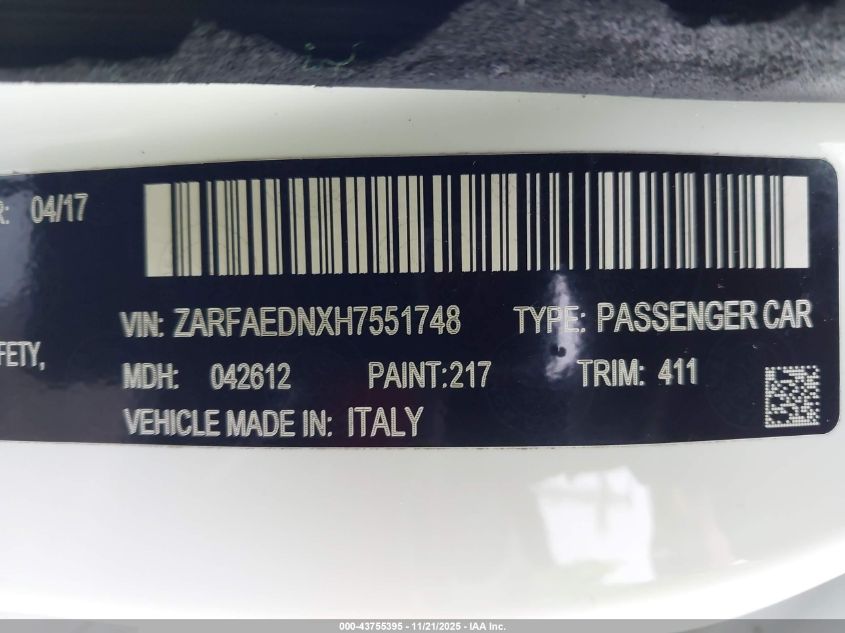 R: 04/17
VIN: ZARFAEDNXH7551748 TYPE: PASSENGER CAR
FETY,
MDH: 042612 PAINT:217 TRIM: 411
VEHICLE MADE IN: ITALY
000-43755395 - 11/21/2025 - IAA Inc.